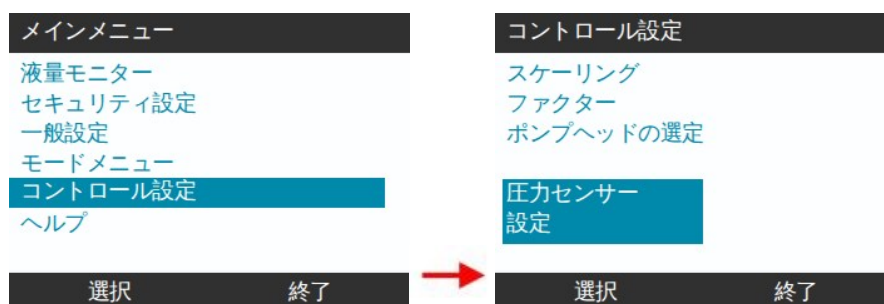 メインメニュー
液量モニター
セキュリティ設定
一般設定
モードメニュー
コントロール設定
ヘルプ
選択 終了
コントロール設定
スケーリング
ファクター
ポンプヘッドの選定
圧力センサー
設定
選択 終了